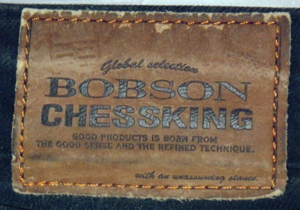 Global selection
BOBSON
CHESSKING
GOOD PRODUCTS IS BORN FROM
THE GOOD SENSE AND THE REFINED TECHNIQUE.
with an unassuming stance.